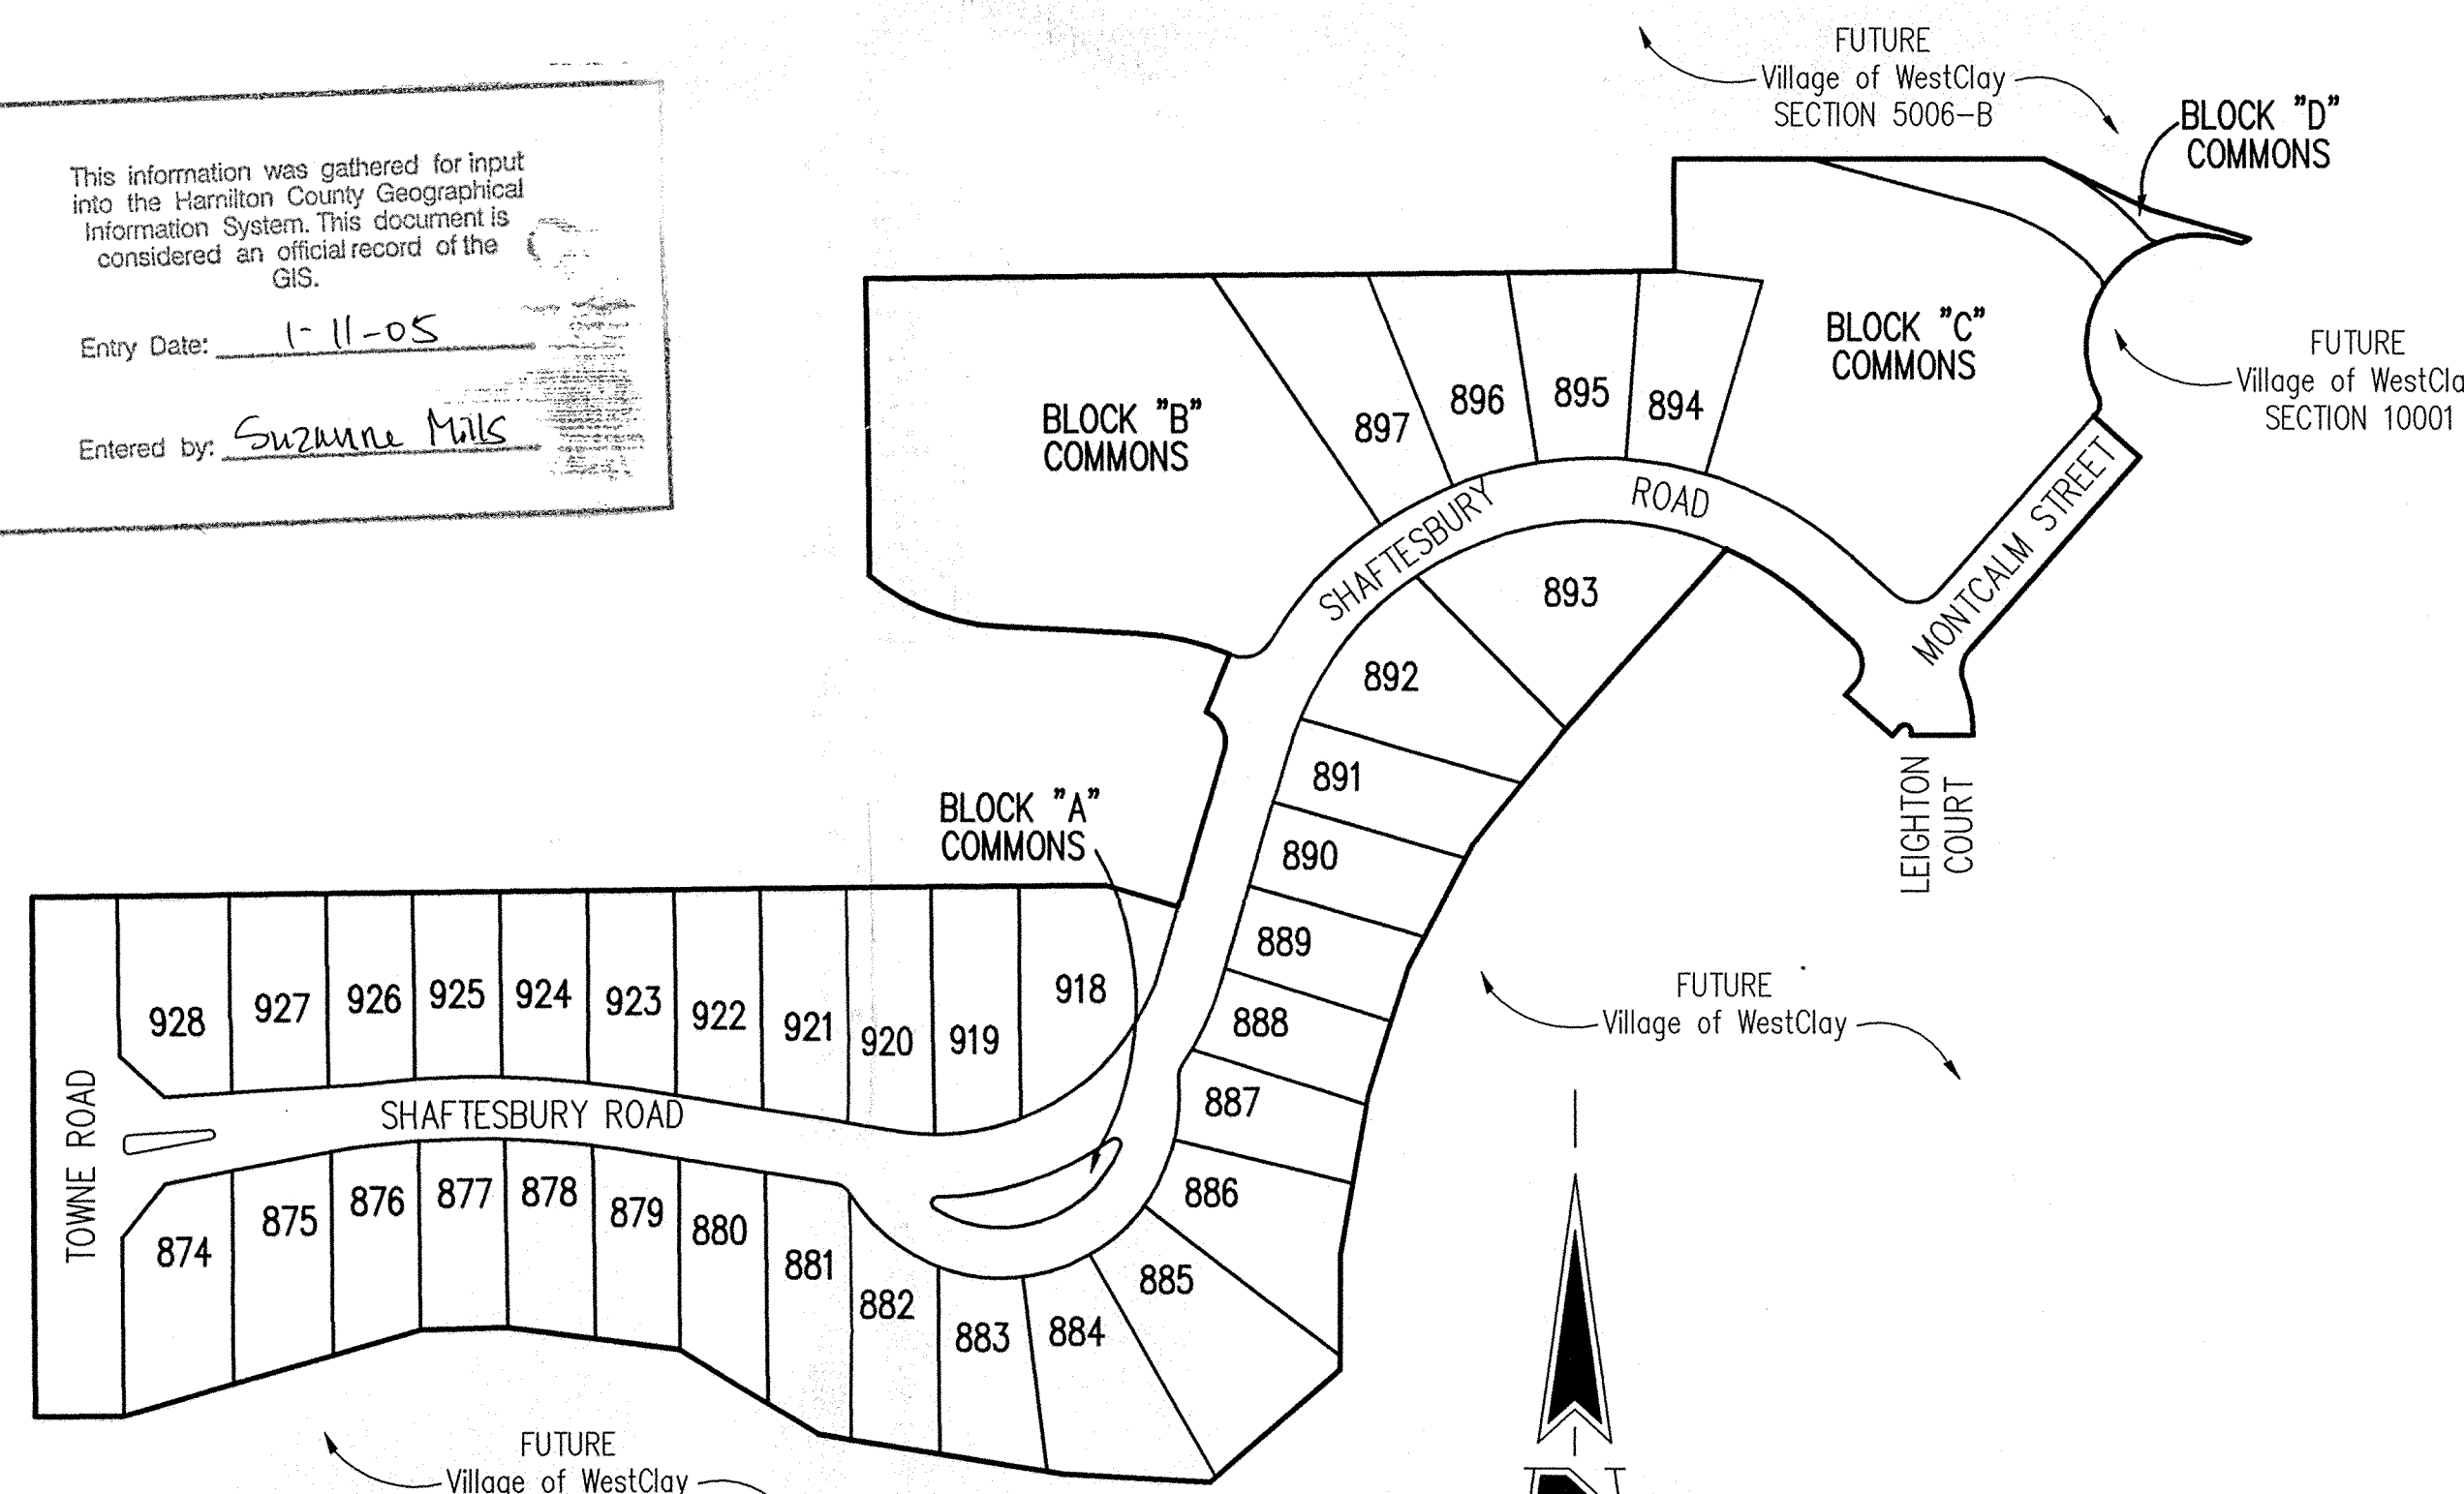 This information was gathered for input
into the Hamilton County Geographical
Information System. This document is
considered an official record of the
GIS.
Entry Date: 1-11-05
Entered by: Suzanne Mills
FUTURE
Village of WestClay
SECTION 5006-B
BLOCK "D"
COMMONS
FUTURE
Village of WestCla
SECTION 10001
BLOCK "B"
COMMONS
897
896
895
894
BLOCK "C"
COMMONS
SHAFTESBURY ROAD
MONTCALM STREET
LEIGHTON
COURT
893
892
891
890
889
888
887
886
885
884
883
882
881
880
879
878
877
876
875
874
BLOCK "A"
COMMONS
918
919
920
921
922
923
924
925
926
927
928
SHAFTESBURY ROAD
TOWNE ROAD
FUTURE
Village of WestClay
FUTURE
Village of WestClay